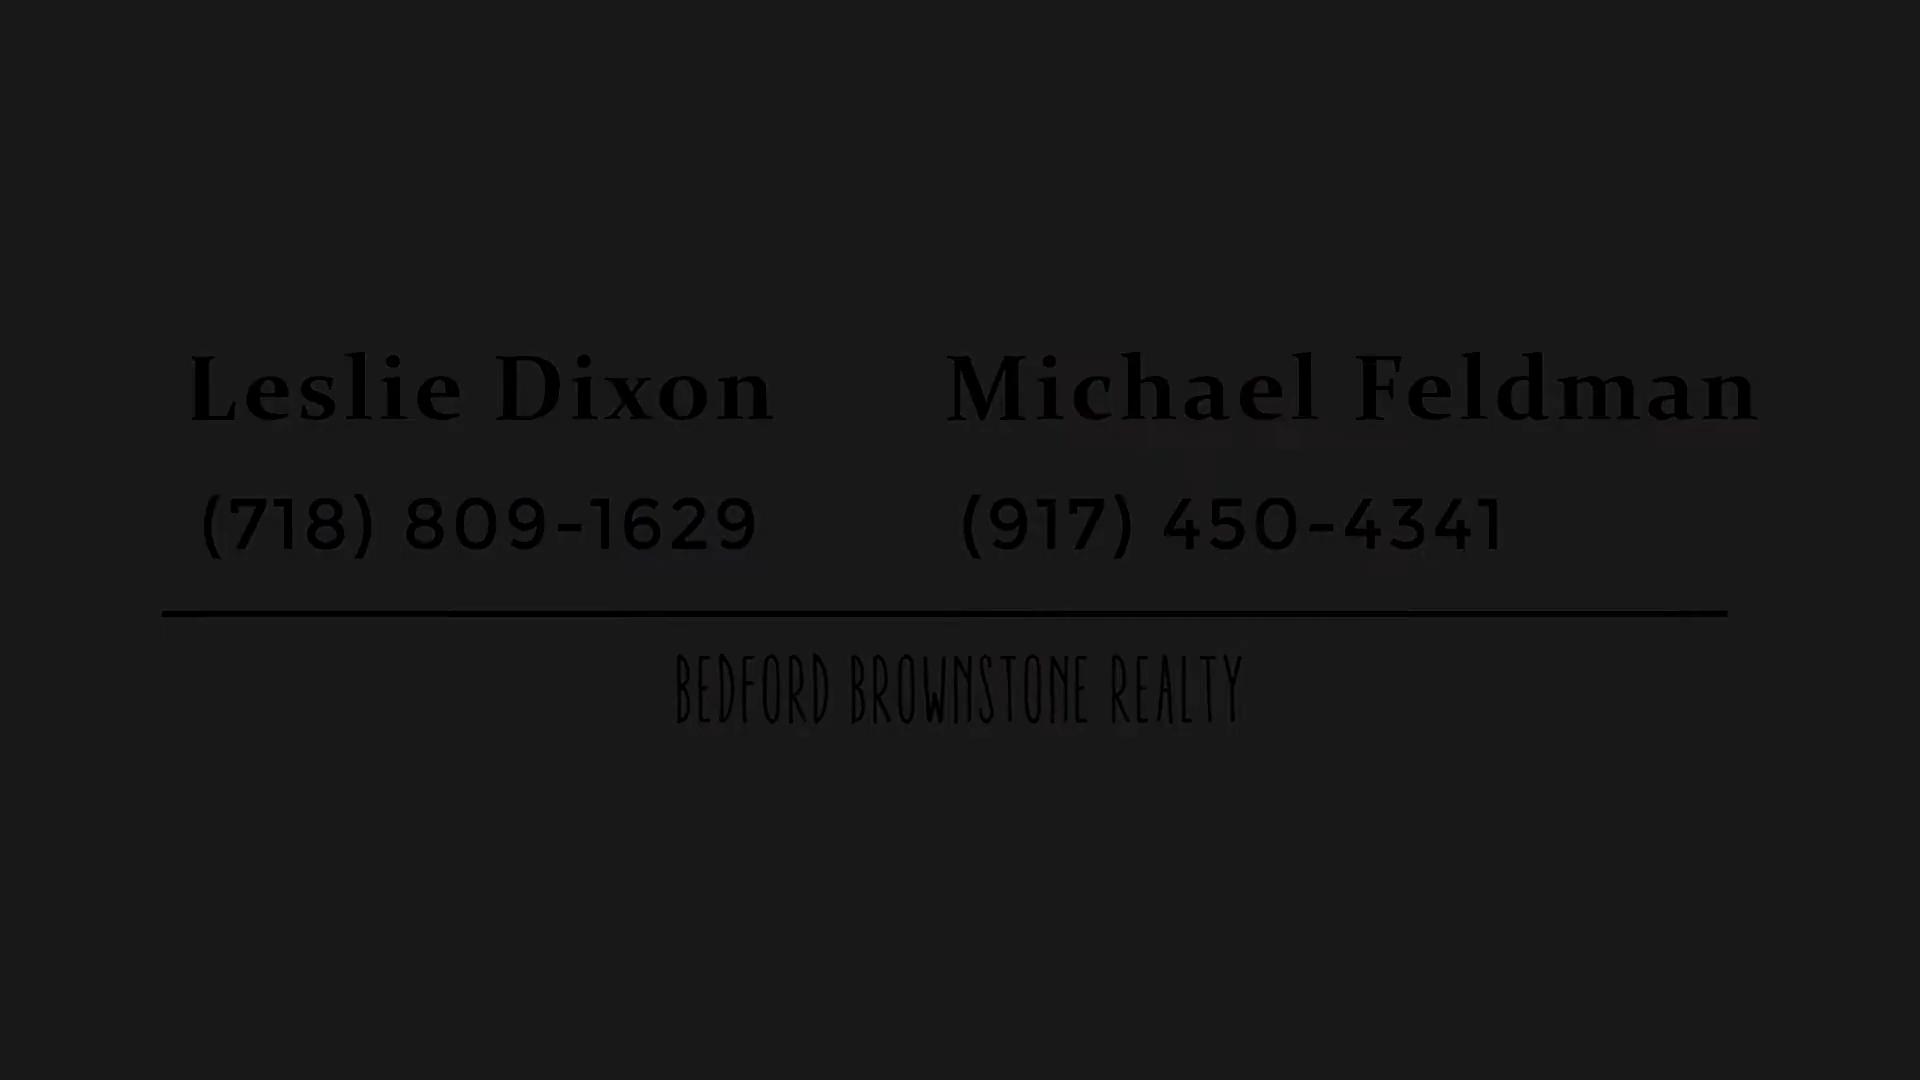 Leslie Dixon Michael Feldman
(718) 809-1629 (917) 450-4341
BEDFORD BROWNSTONE REALTY